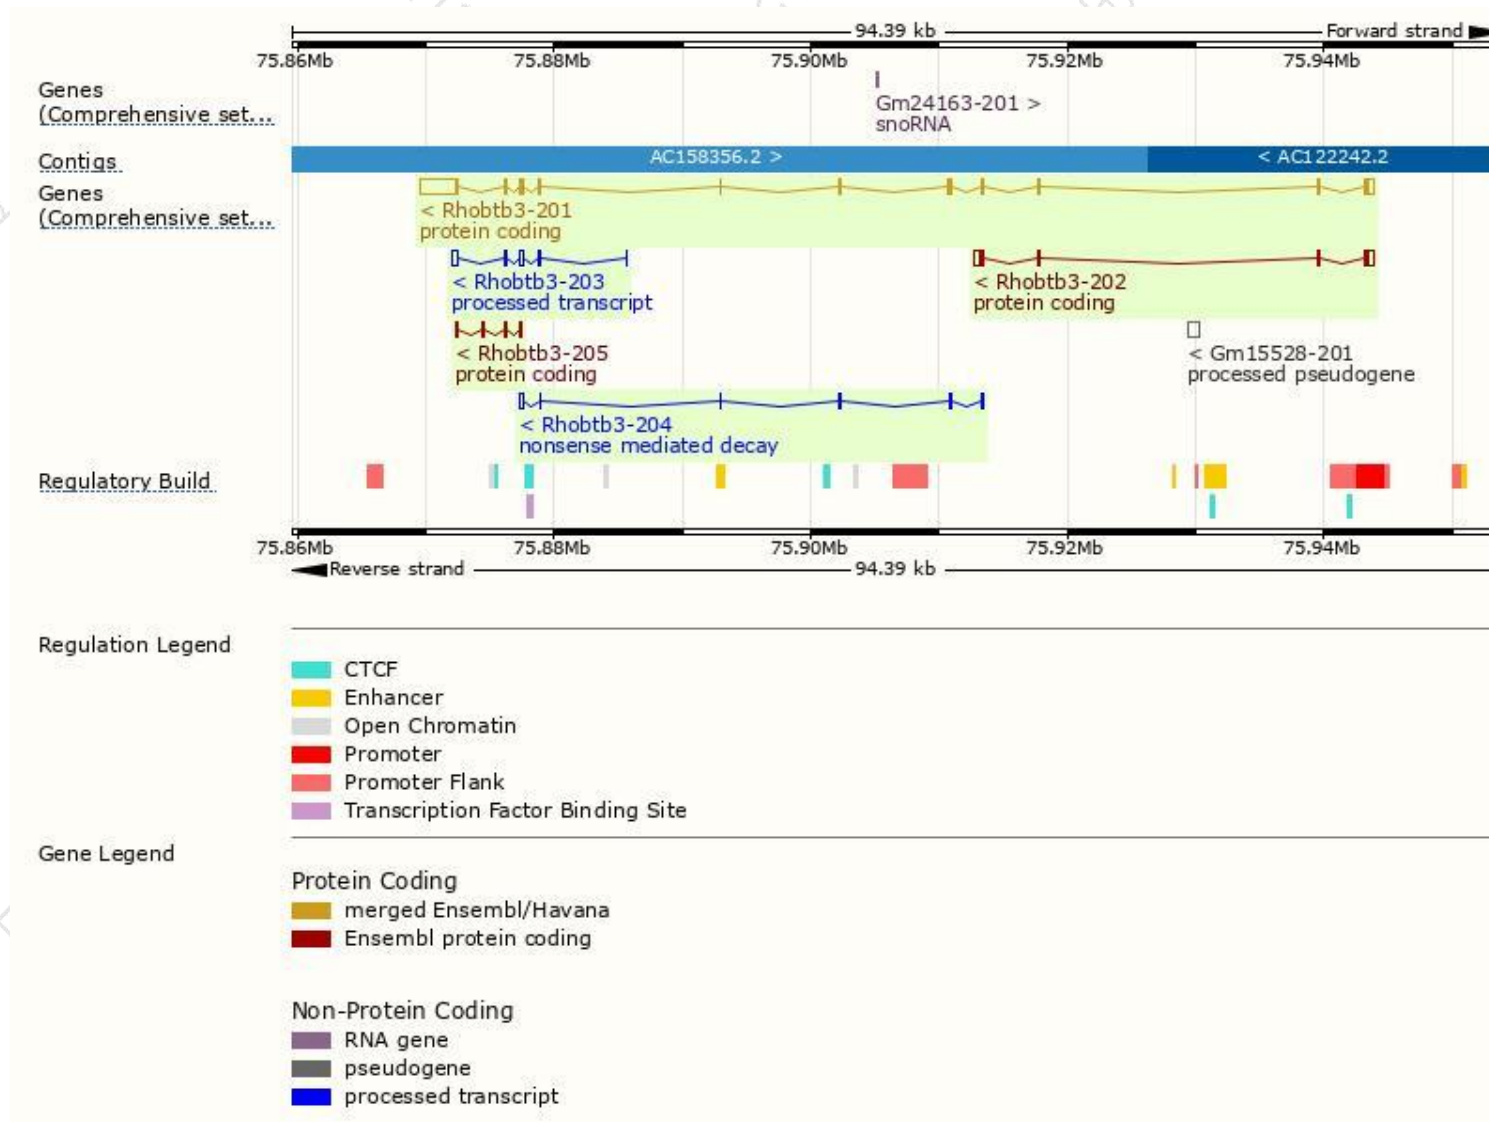 94.39 kb Forward strand
75.86Mb 75.88Mb 75.90Mb 75.92Mb 75.94Mb
Genes
(Comprehensive set...
Gm24163-201 >
snoRNA
Contigs
AC158356.2 > < AC122242.2
Genes
(Comprehensive set...
< Rhobtb3-201
protein coding
< Rhobtb3-203
processed transcript
< Rhobtb3-202
protein coding
< Rhobtb3-205
protein coding
< Gm15528-201
processed pseudogene
< Rhobtb3-204
nonsense mediated decay
Regulatory Build
75.86Mb 75.88Mb 75.90Mb 75.92Mb 75.94Mb
Reverse strand 94.39 kb
Regulation Legend
CTCF
Enhancer
Open Chromatin
Promoter
Promoter Flank
Transcription Factor Binding Site
Gene Legend
Protein Coding
merged Ensembl/Havana
Ensembl protein coding
Non-Protein Coding
RNA gene
pseudogene
processed transcript